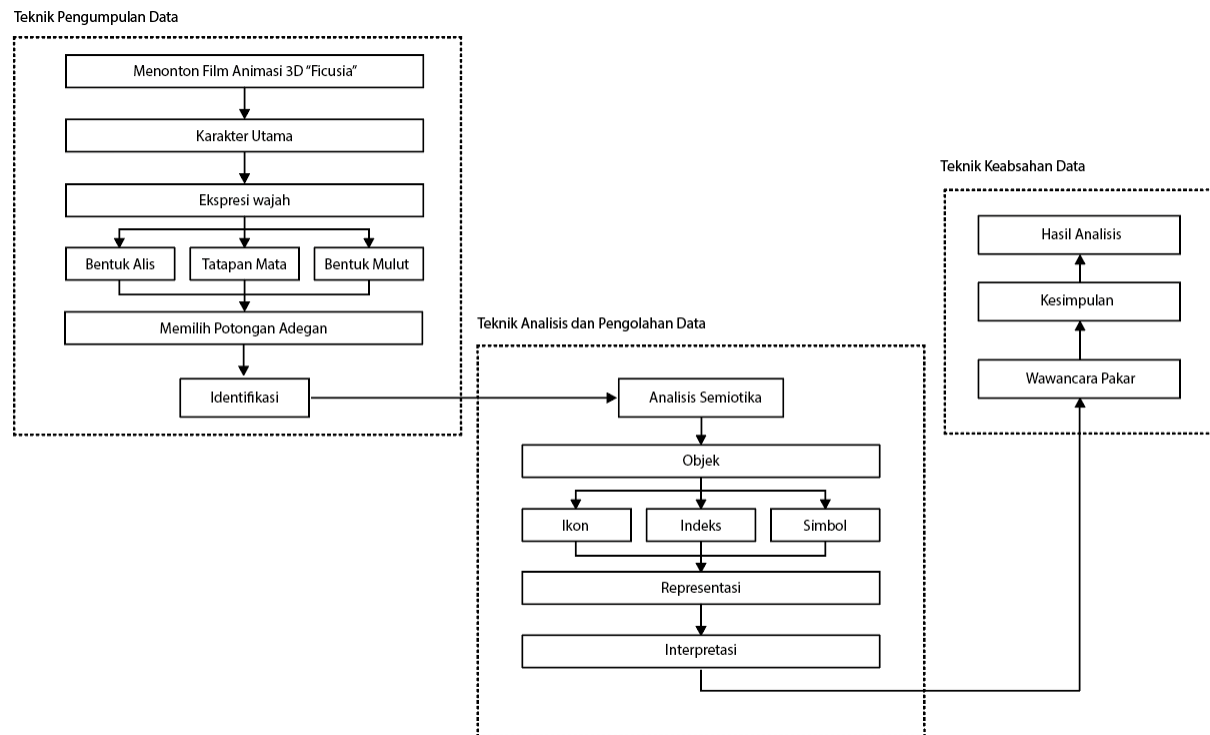 Teknik Pengumpulan Data
Menonton Film Animasi 3D “Ficusia”
Karakter Utama
Ekspresi wajah
Bentuk Alis
Tatapan Mata
Bentuk Mulut
Memilih Potongan Adegan
Identifikasi
Teknik Analisis dan Pengolahan Data
Analisis Semiotika
Objek
Ikon
Indeks
Simbol
Representasi
Interpretasi
Teknik Keabsahan Data
Hasil Analisis
Kesimpulan
Wawancara Pakar